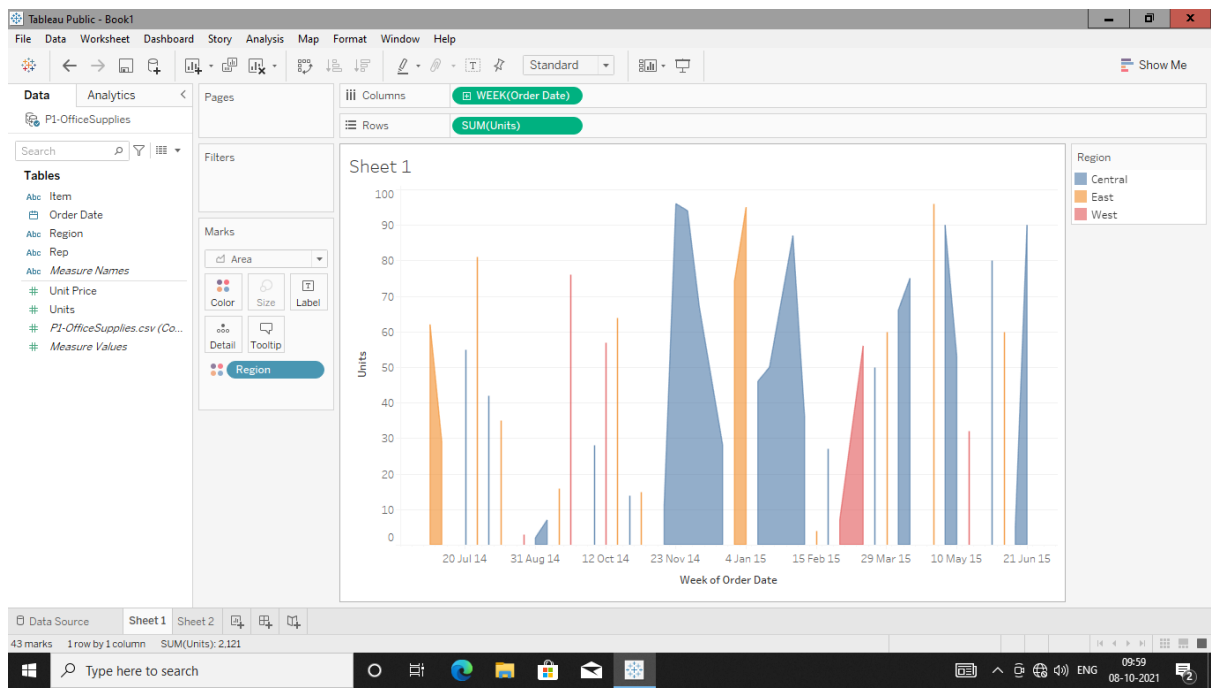 Tableau Public - Book1
File Data Worksheet Dashboard Story Analysis Map Format Window Help
Standard
Show Me
Data Analytics
P1-OfficeSupplies
Search
Tables
Abc Item
Order Date
Abc Region
Abc Rep
Abc Measure Names
# Unit Price
# Units
# P1-OfficeSupplies.csv (Co...
# Measure Values
Pages
Filters
Marks
Area
Color Size Label
Detail Tooltip
Region
Columns WEEK(Order Date)
Rows SUM(Units)
Sheet 1
100
90
80
70
60
50
40
30
20
10
0
Units
20 Jul 14 31 Aug 14 12 Oct 14 23 Nov 14 4 Jan 15 15 Feb 15 29 Mar 15 10 May 15 21 Jun 15
Week of Order Date
Region
Central
East
West
Data Source Sheet 1 Sheet 2
43 marks 1 row by 1 column SUM(Units): 2,121
Type here to search
ENG
09:59
08-10-2021
2